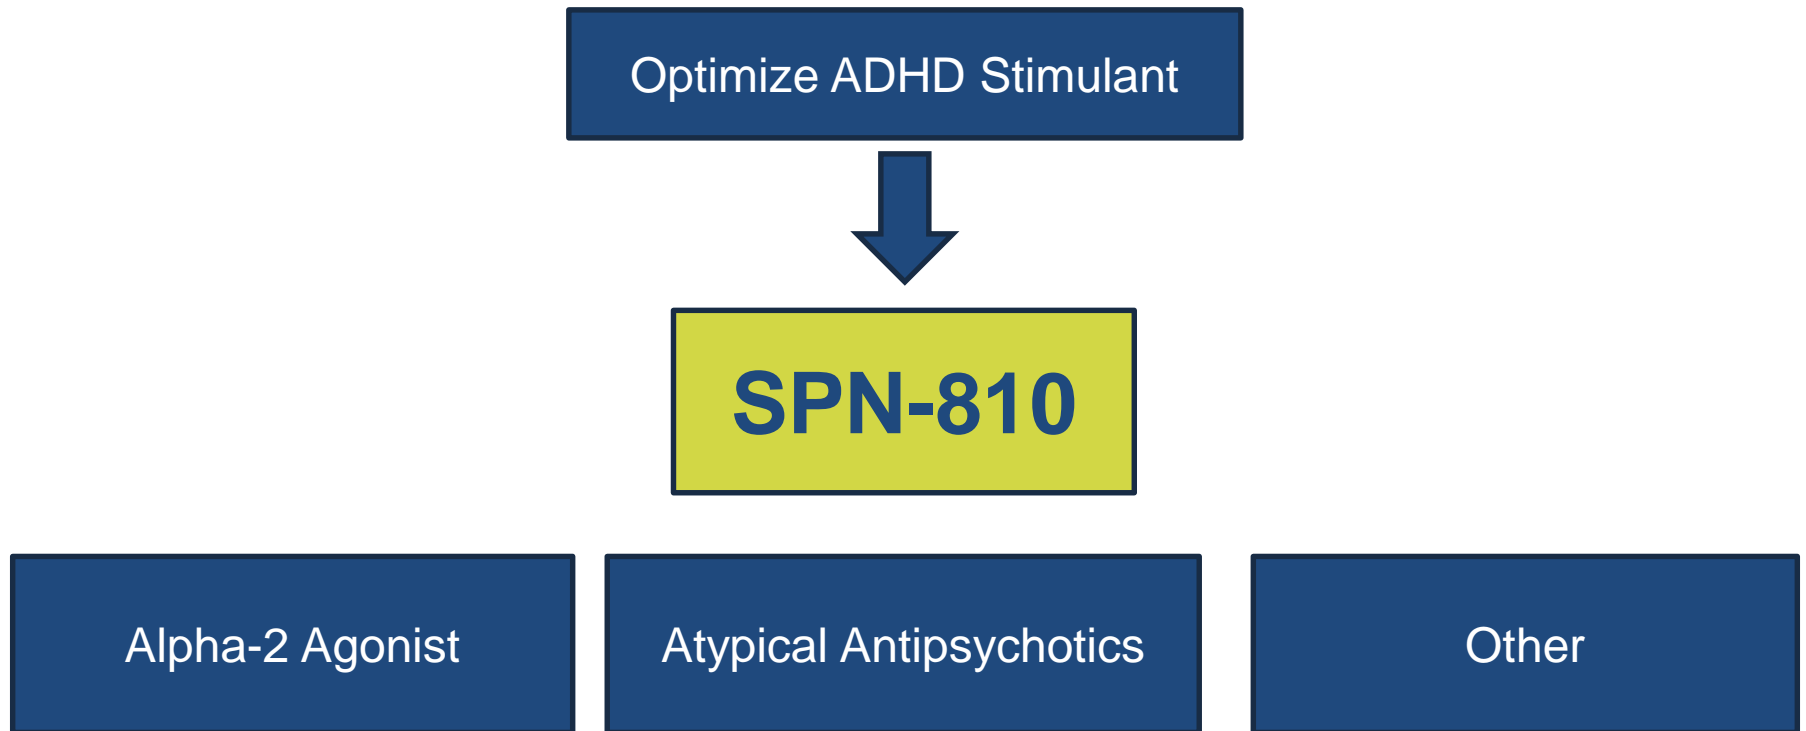 Optimize ADHD Stimulant
SPN-810
Alpha-2 Agonist
Atypical Antipsychotics
Other